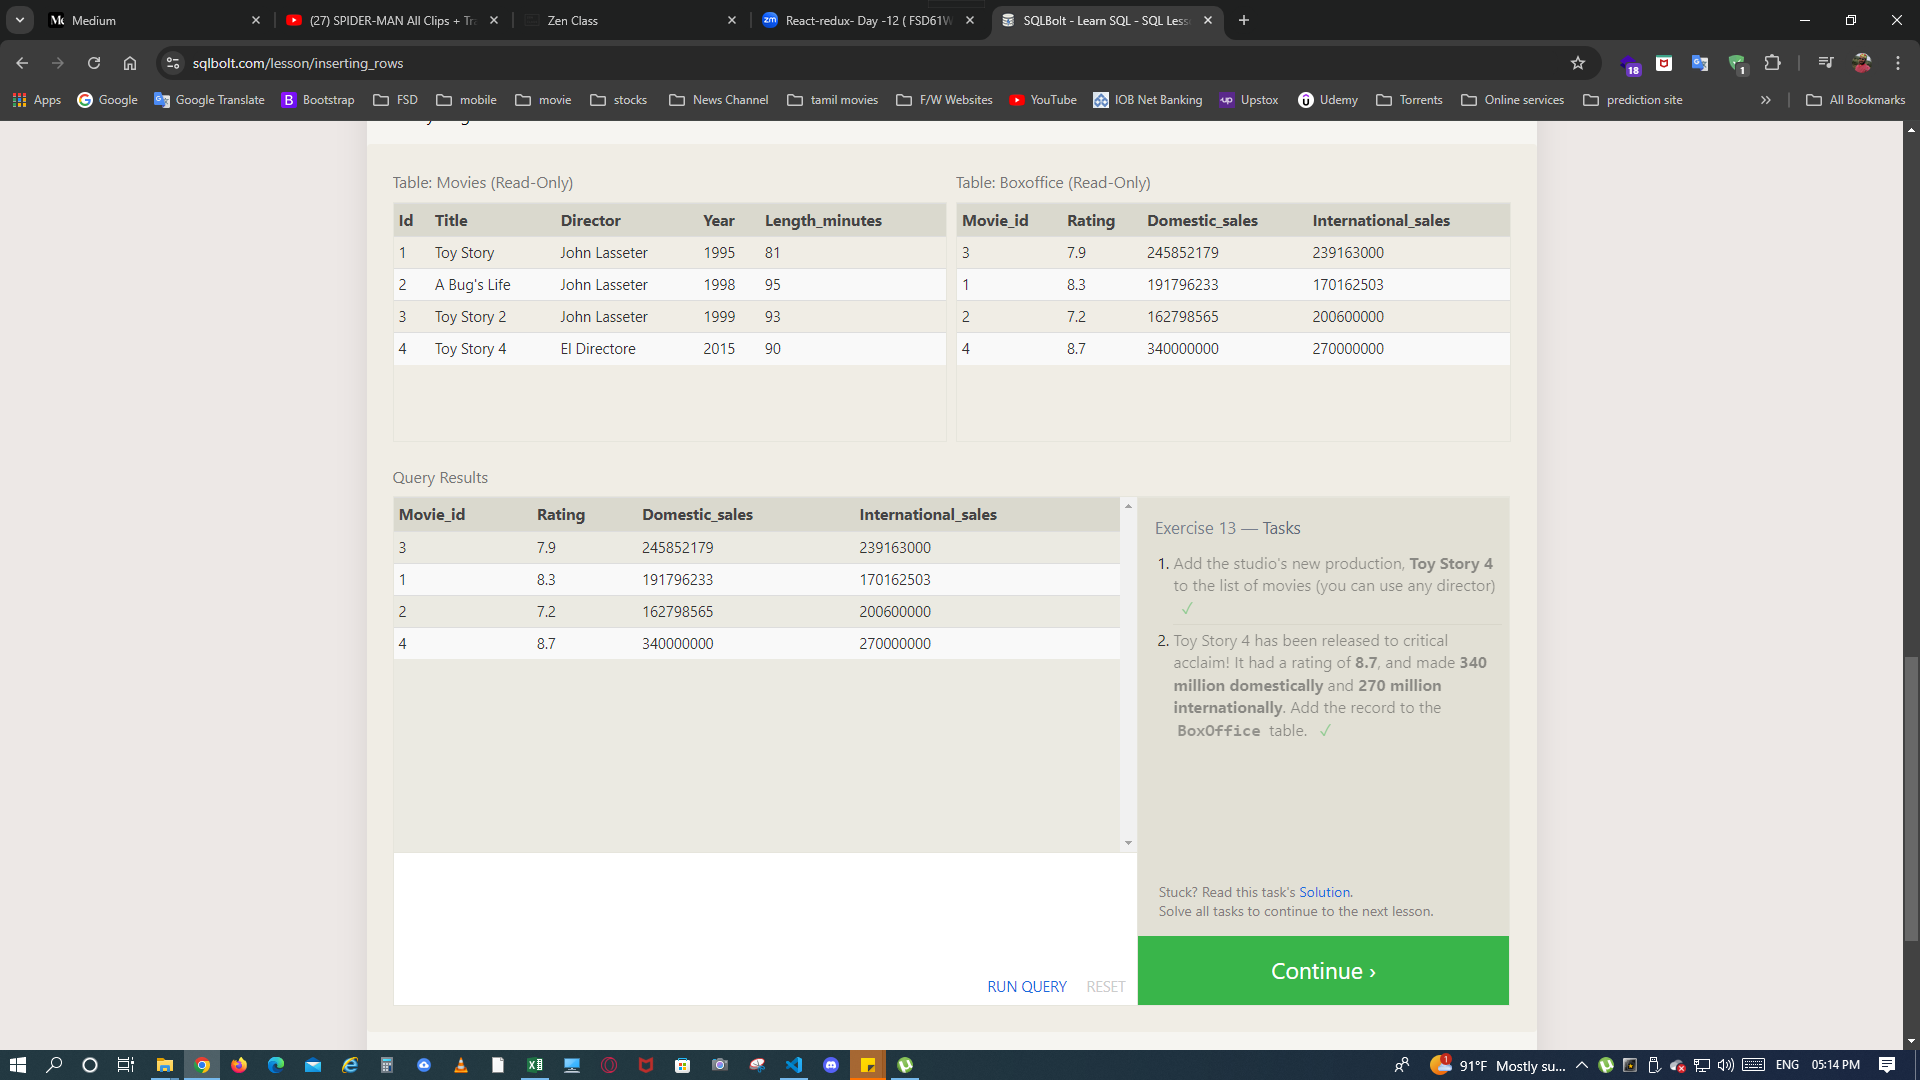 Medium
(27) SPIDER-MAN All Clips + Tra
Zen Class
zm
React-redux- Day -12 ( FSD61W
SQLBolt - Learn SQL - SQL Less
sqlbolt.com/lesson/inserting_rows
18
1
Apps
Google
Google Translate
B
Bootstrap
FSD
mobile
movie
stocks
News Channel
tamil movies
F/W Websites
YouTube
IOB Net Banking
up
Upstox
Udemy
Torrents
Online services
prediction site
»
All Bookmarks
Table: Movies (Read-Only)
Id Title Director Year Length_minutes
1 Toy Story John Lasseter 1995 81
2 A Bug's Life John Lasseter 1998 95
3 Toy Story 2 John Lasseter 1999 93
4 Toy Story 4 El Directore 2015 90
Table: Boxoffice (Read-Only)
Movie_id Rating Domestic_sales International_sales
3 7.9 245852179 239163000
1 8.3 191796233 170162503
2 7.2 162798565 200600000
4 8.7 340000000 270000000
Query Results
Movie_id Rating Domestic_sales International_sales
3 7.9 245852179 239163000
1 8.3 191796233 170162503
2 7.2 162798565 200600000
4 8.7 340000000 270000000
RUN QUERY
RESET
Exercise 13 — Tasks
1. Add the studio's new production, Toy Story 4
to the list of movies (you can use any director)
✓
2. Toy Story 4 has been released to critical
acclaim! It had a rating of 8.7, and made 340
million domestically and 270 million
internationally. Add the record to the
BoxOffice table. ✓
Stuck? Read this task's Solution.
Solve all tasks to continue to the next lesson.
Continue ›
1
91°F Mostly su...
ENG
05:14 PM